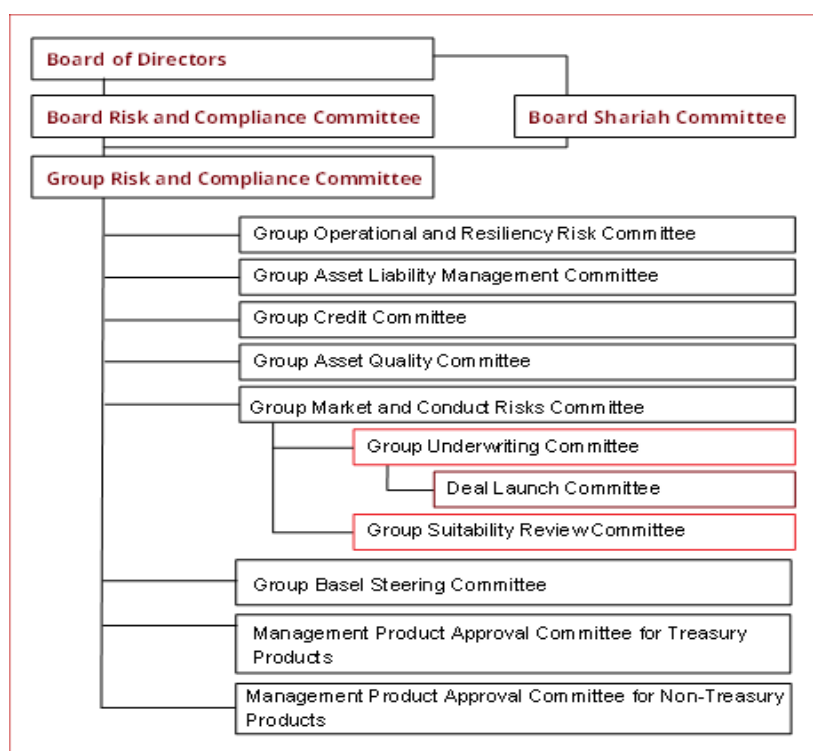 Board of Directors
Board Risk and Compliance Committee
Board Shariah Committee
Group Risk and Compliance Committee
Group Operational and Resiliency Risk Committee
Group Asset Liability Management Committee
Group Credit Committee
Group Asset Quality Committee
Group Market and Conduct Risks Committee
Group Underwriting Committee
Deal Launch Committee
Group Suitability Review Committee
Group Basel Steering Committee
Management Product Approval Committee for Treasury
Products
Management Product Approval Committee for Non-Treasury
Products